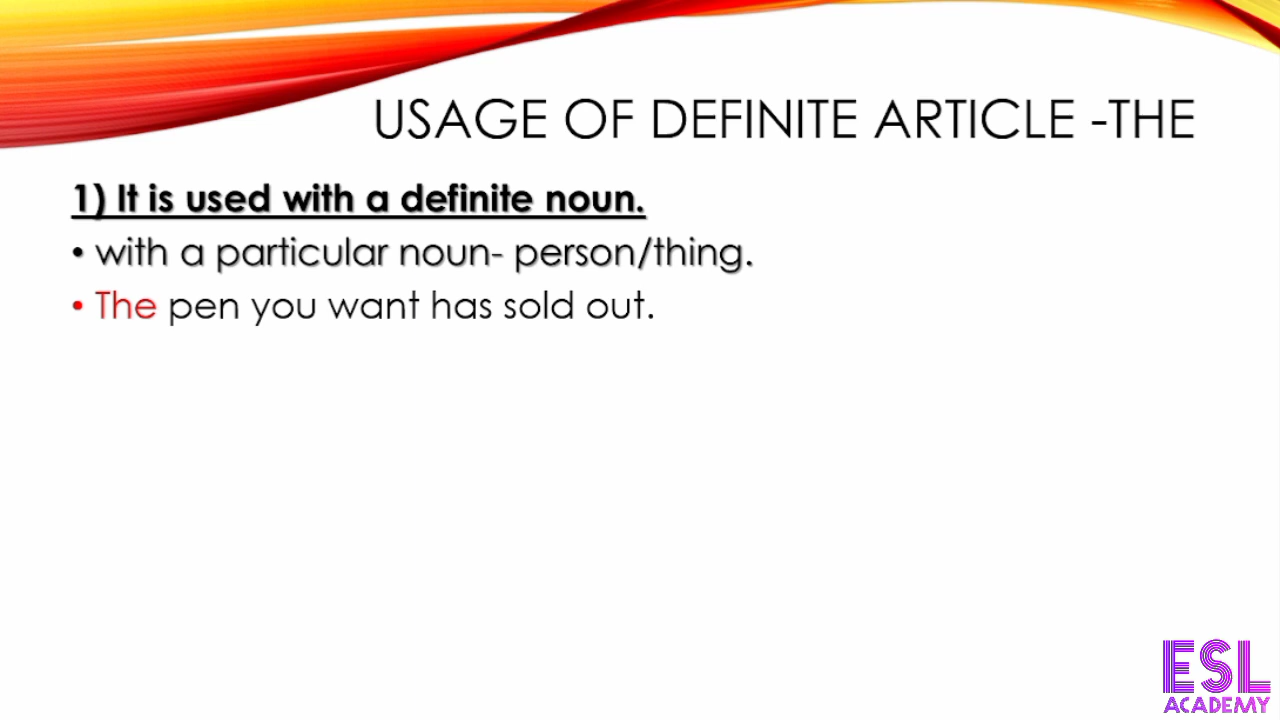 USAGE OF DEFINITE ARTICLE -THE
1) It is used with a definite noun.
• with a particular noun- person/thing.
• The pen you want has sold out.
ESL
ACADEMY